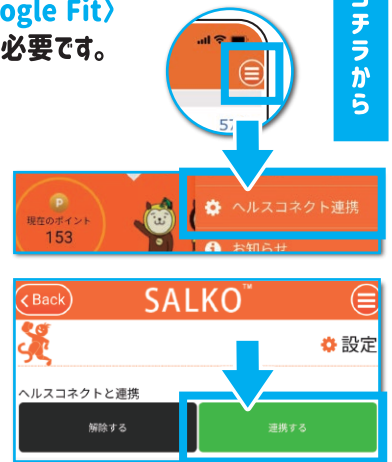 ogle Fit〉
必要です。
チラから
57
ヘルスコネクト連携
P
現在のポイント
153
お知らせ
Back
SALKO™
設定
ヘルスコネクトと連携
解除する
連携する